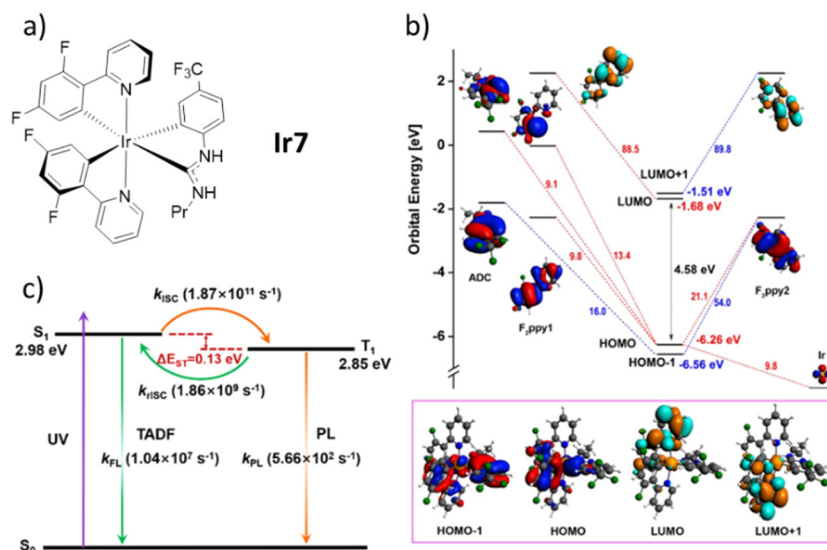 a)
F
F
N
Ir
F
F
N
F₃C
NH
NH
Pr
Ir7
b)
Orbital Energy [eV]
2
0
-2
-4
-6
88.5
89.8
LUMO+1
-1.51 eV
LUMO
-1.68 eV
9.1
13.4
9.8
16.0
4.58 eV
21.1
54.0
ADC
F₂ppy1
F₂ppy2
HOMO
-6.26 eV
HOMO-1
-6.56 eV
9.8
Ir
HOMO-1
HOMO
LUMO
LUMO+1
c)
kISC (1.87×10¹¹ s⁻¹)
S₁
2.98 eV
T₁
2.85 eV
ΔEST=0.13 eV
krISC
(1.86×10⁹ s⁻¹)
UV
TADF
kFL (1.04×10⁷ s⁻¹)
PL
kPL (5.66×10² s⁻¹)
S₀